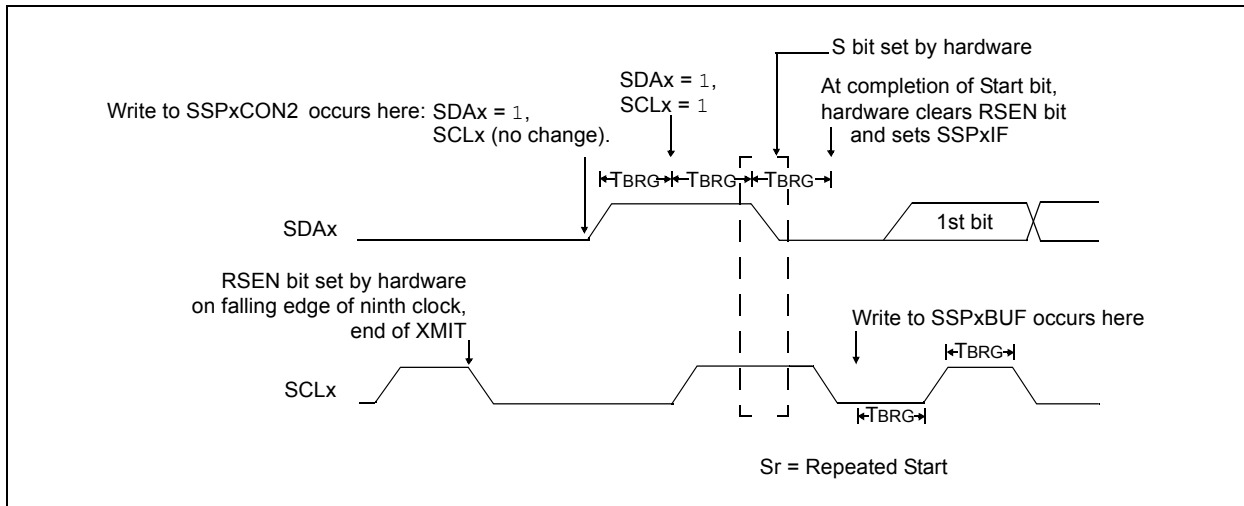 S bit set by hardware
SDAx = 1,
SCLx = 1
At completion of Start bit,
hardware clears RSEN bit
and sets SSPxIF
Write to SSPxCON2 occurs here: SDAx = 1,
SCLx (no change).
TBRG TBRG TBRG
SDAx
1st bit
RSEN bit set by hardware
on falling edge of ninth clock,
end of XMIT
Write to SSPxBUF occurs here
TBRG
SCLx
TBRG
Sr = Repeated Start